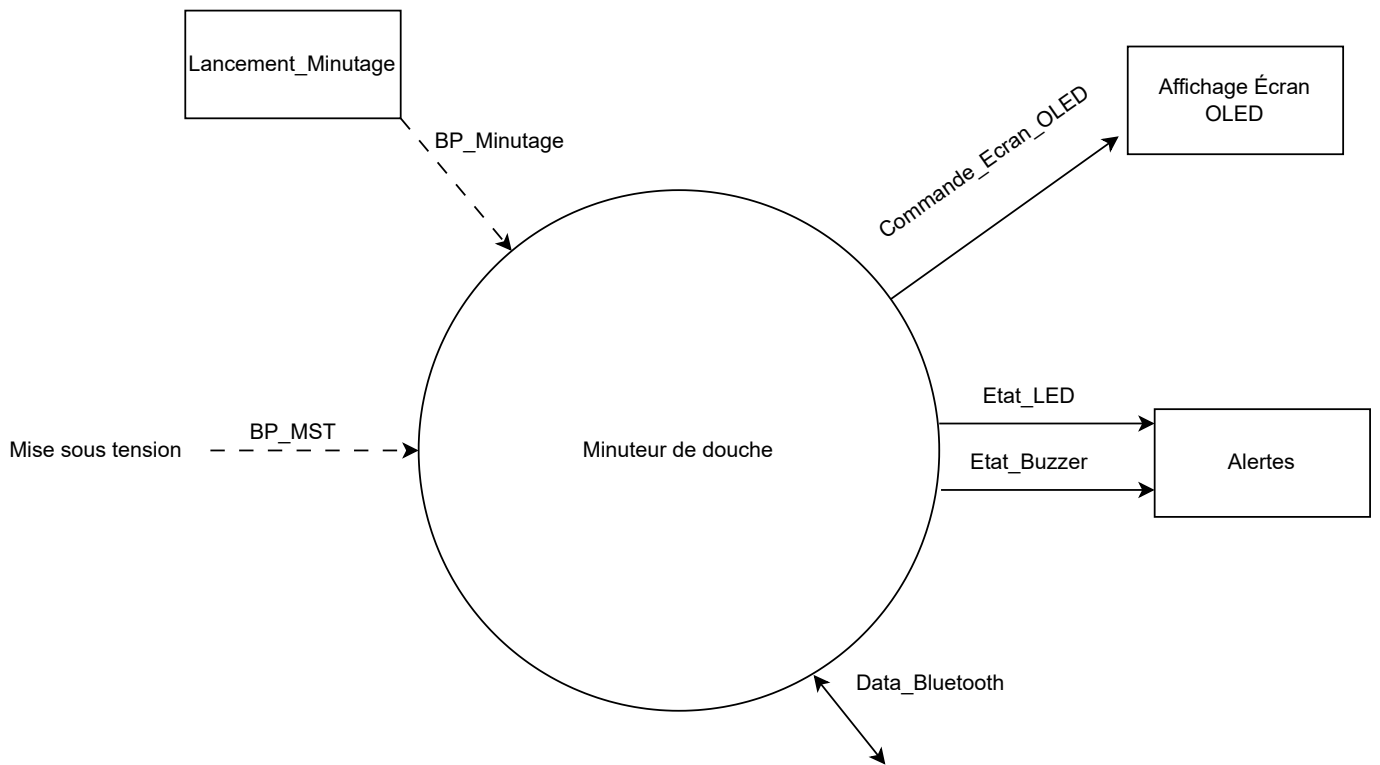 Lancement_Minutage
Affichage Écran
OLED
BP_Minutage
Commande_Ecran_OLED
Etat_LED
Mise sous tension
BP_MST
Minuteur de douche
Etat_Buzzer
Alertes
Data_Bluetooth